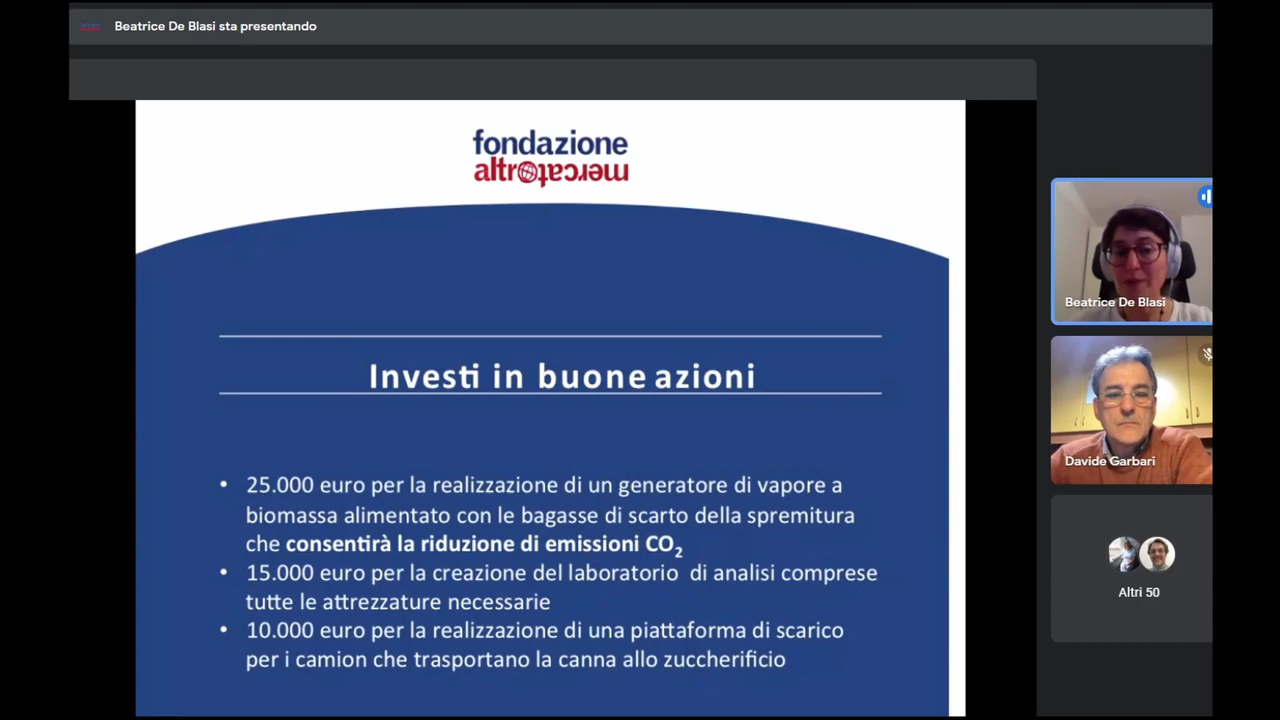 Beatrice De Blasi sta presentando
fondazione
altromercato
Investi in buone azioni
• 25.000 euro per la realizzazione di un generatore di vapore a
biomassa alimentato con le bagasse di scarto della spremitura
che consentirà la riduzione di emissioni CO₂
• 15.000 euro per la creazione del laboratorio di analisi comprese
tutte le attrezzature necessarie
• 10.000 euro per la realizzazione di una piattaforma di scarico
per i camion che trasportano la canna allo zuccherificio
Beatrice De Blasi
Davide Garbari
Altri 50